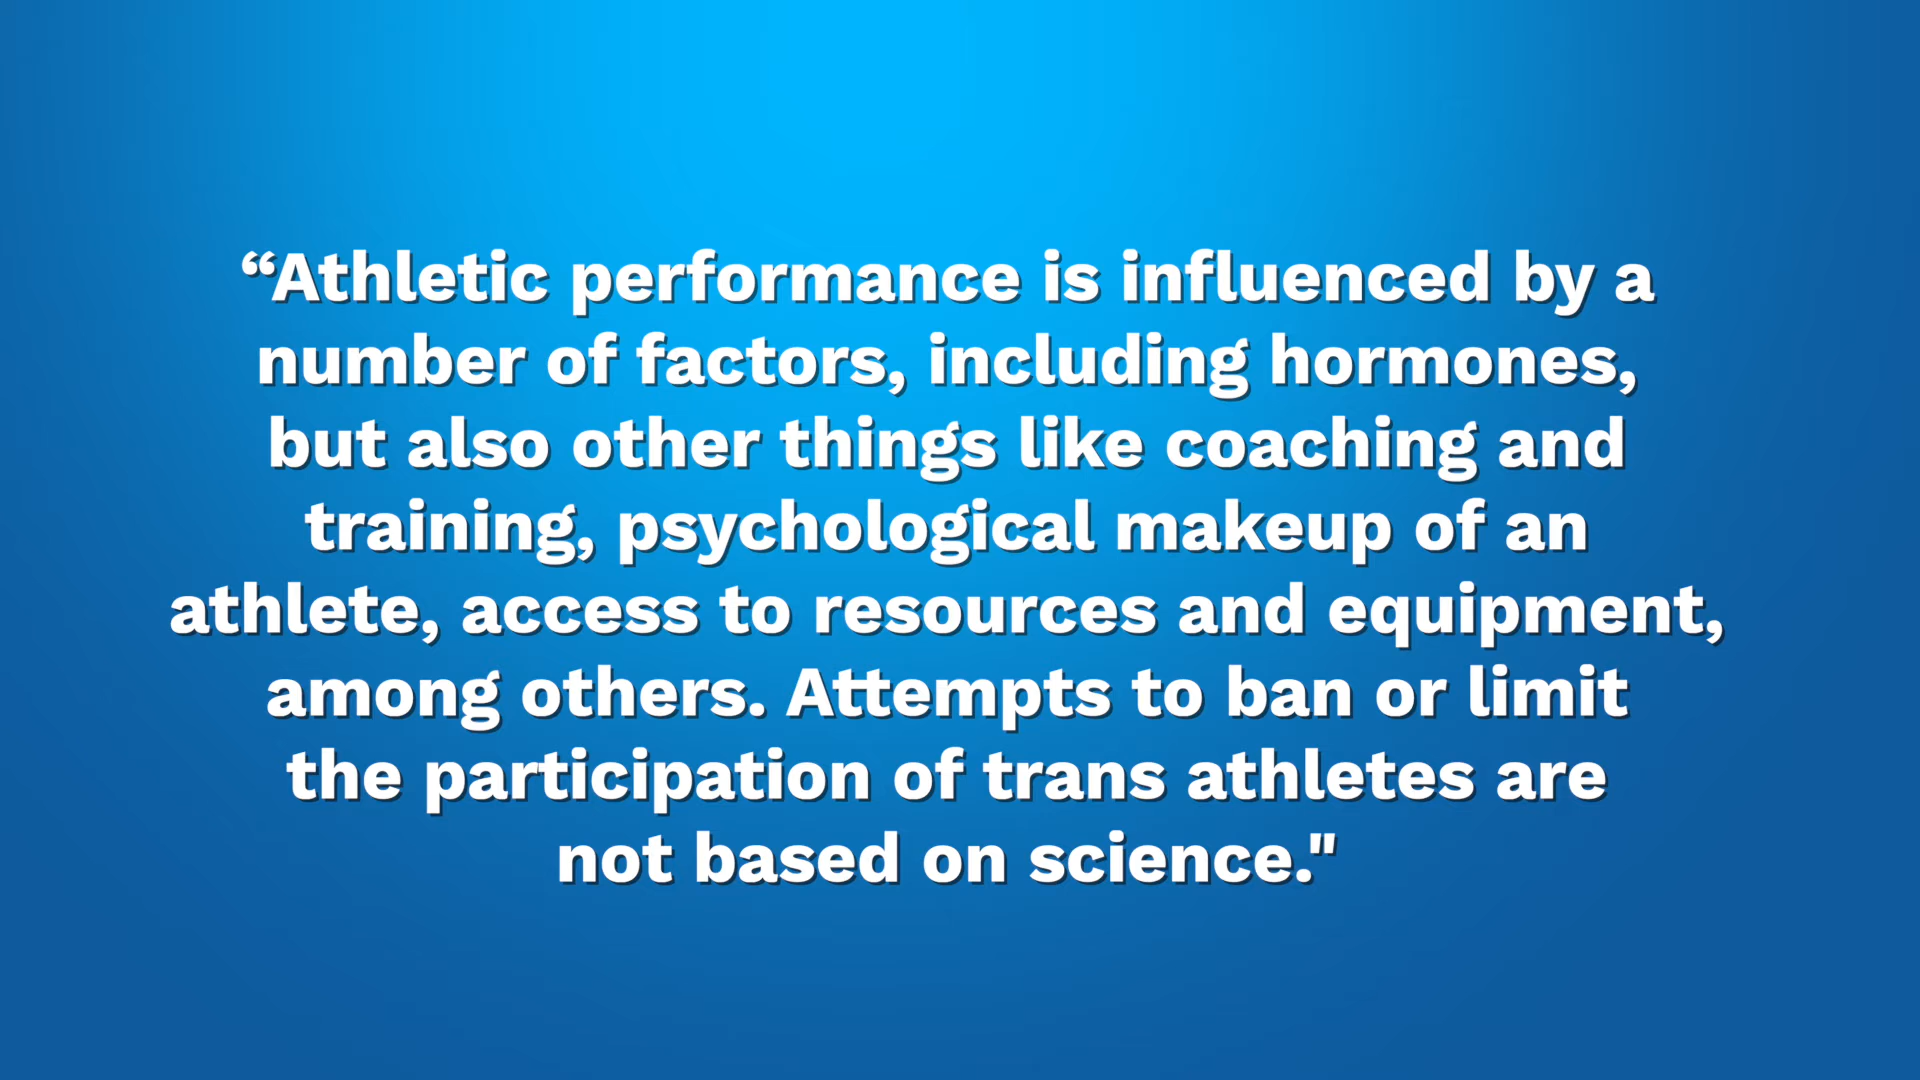 “Athletic performance is influenced by a
number of factors, including hormones,
but also other things like coaching and
training, psychological makeup of an
athlete, access to resources and equipment,
among others. Attempts to ban or limit
the participation of trans athletes are
not based on science."